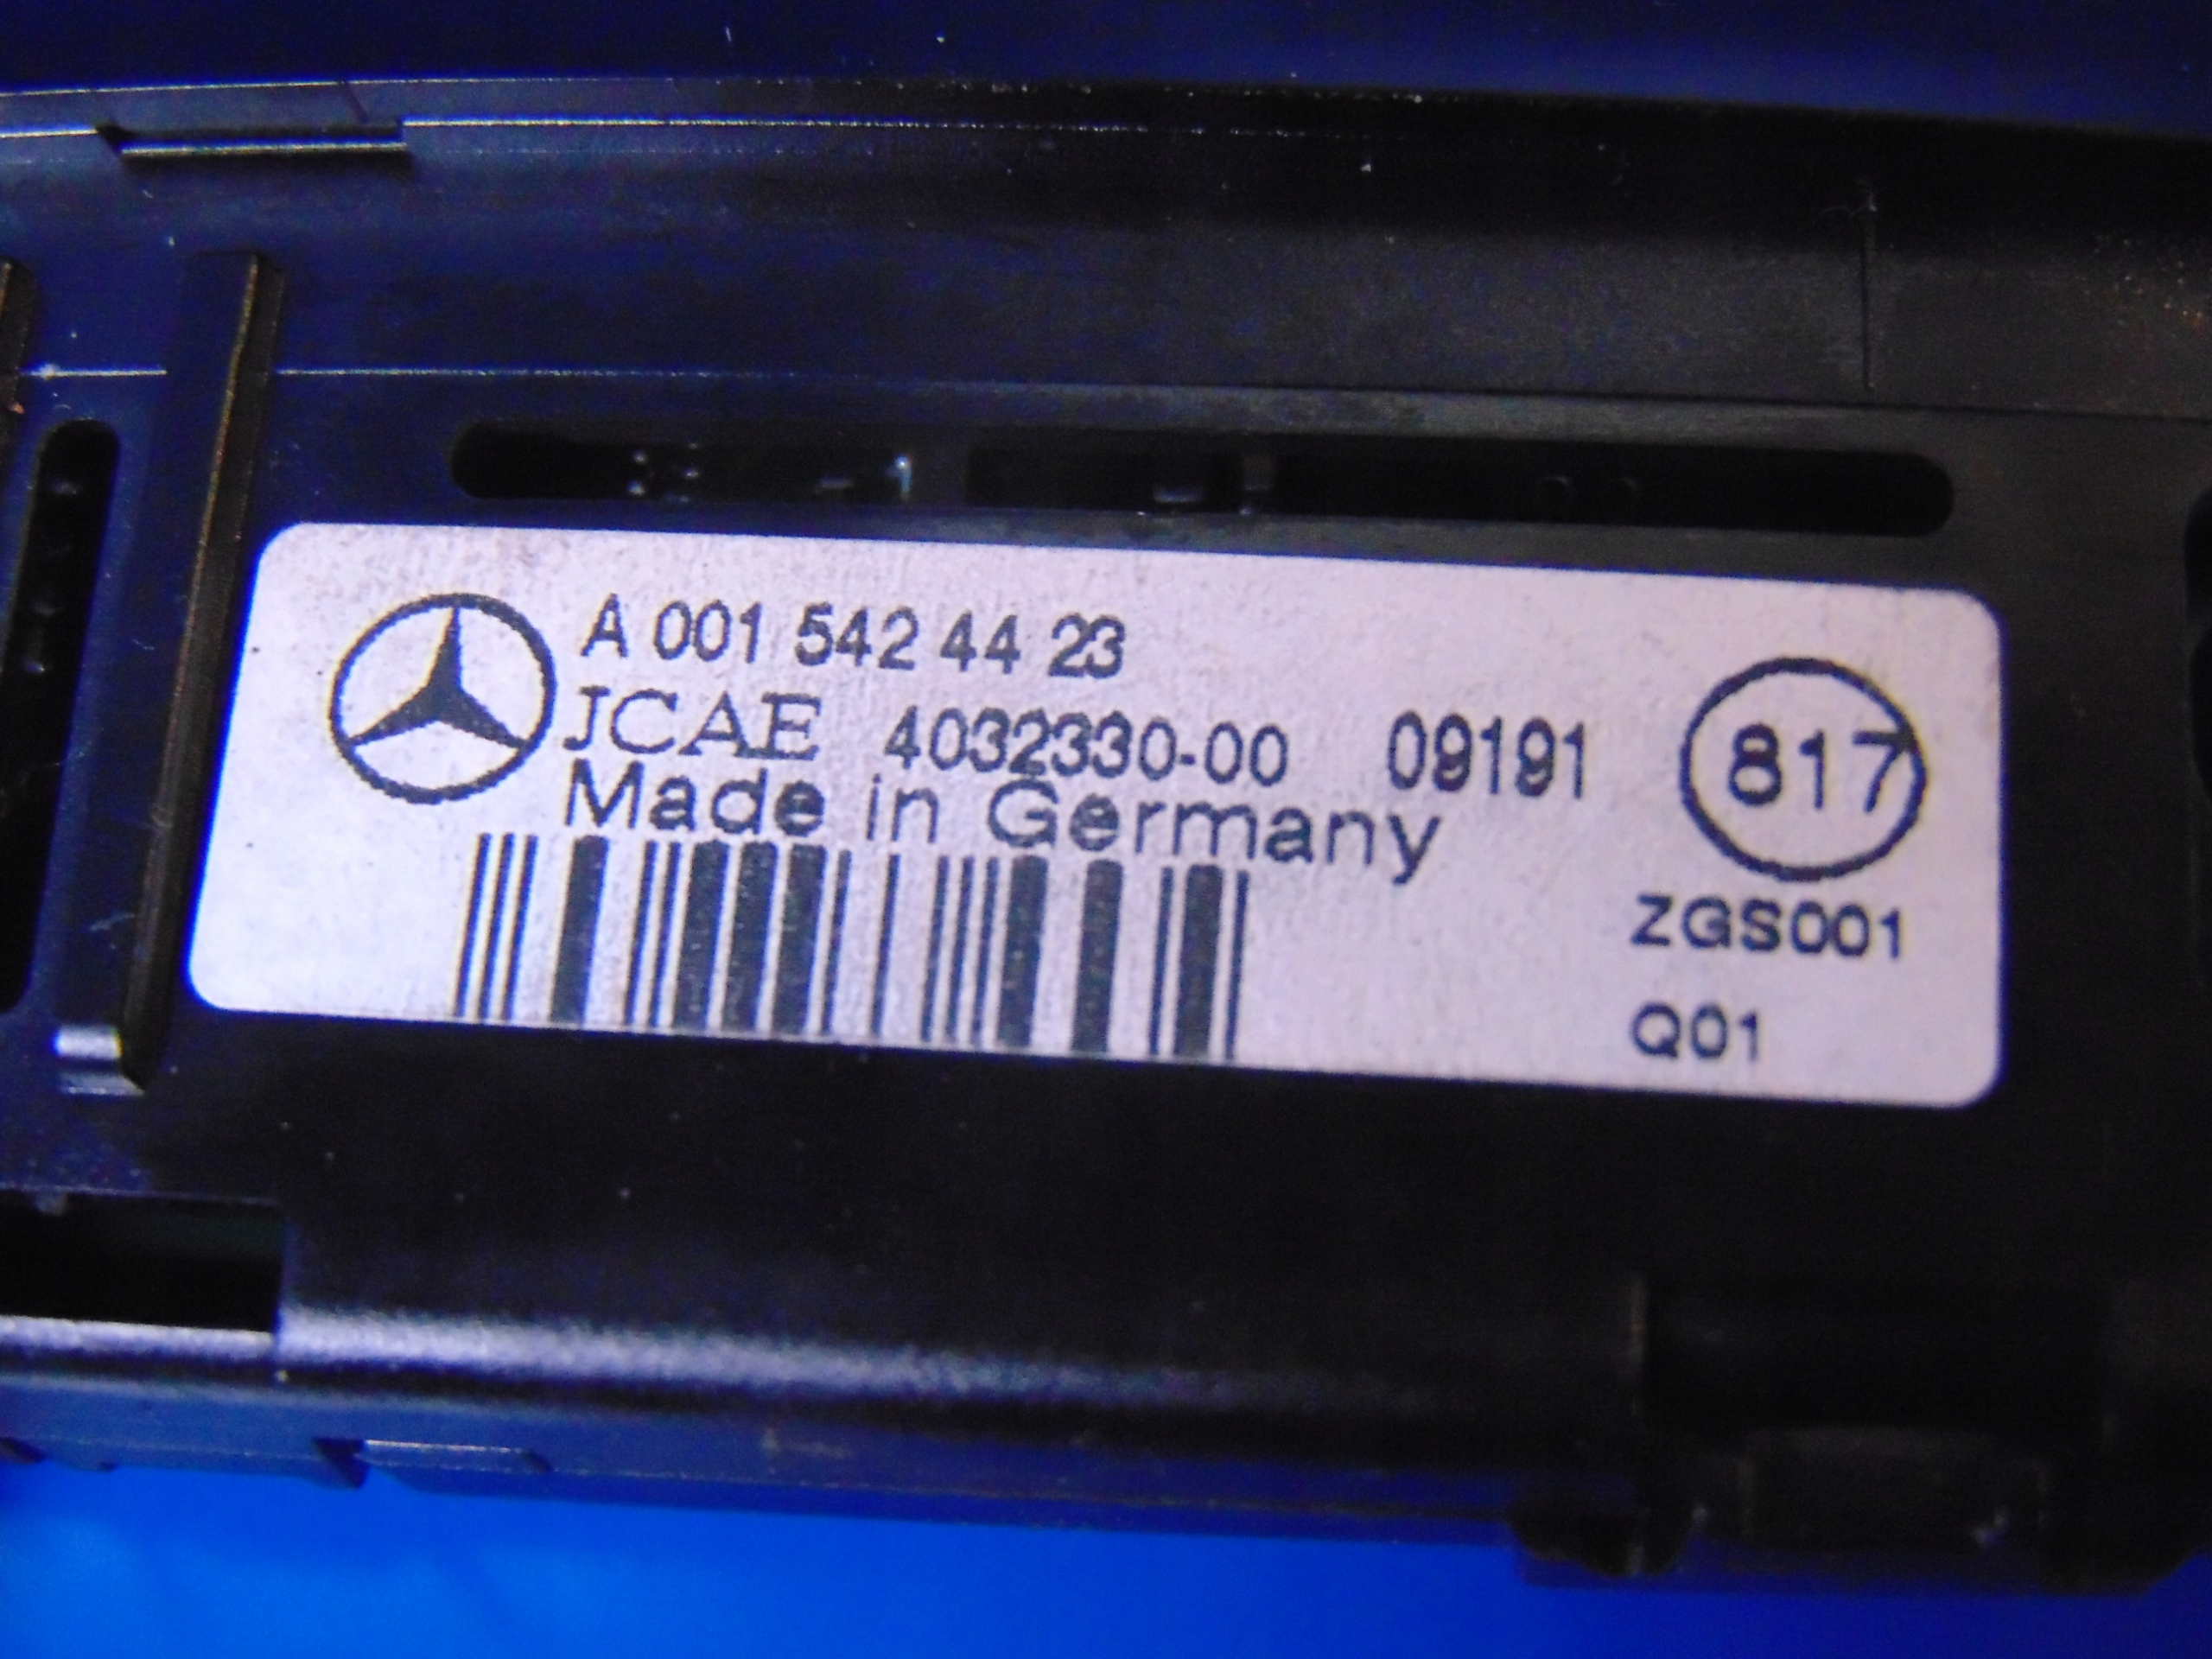 A 001 542 44 23
JCAE 4032330-00 09191 817
Made in Germany
ZGS001
Q01